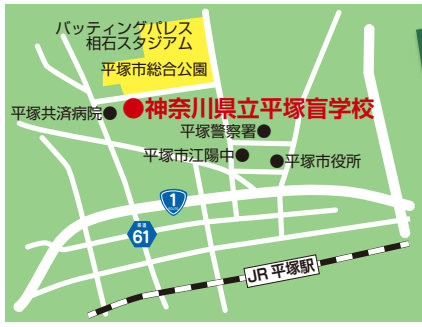 バッティングパレス
相石スタジアム
平塚市総合公園
平塚共済病院
神奈川県立平塚盲学校
平塚警察署
平塚市江陽中
平塚市役所
1
61
JR 平塚駅